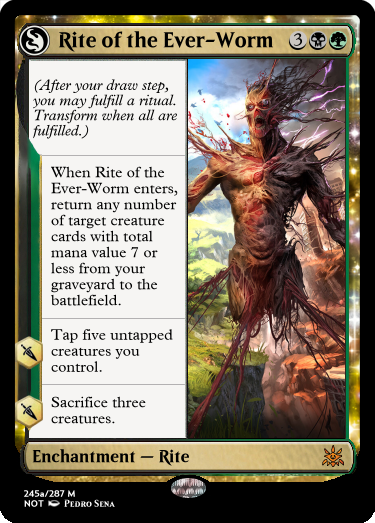 Rite of the Ever-Worm 3
(After your draw step,
you may fulfill a ritual.
Transform when all are
fulfilled.)
When Rite of the
Ever-Worm enters,
return any number
of target creature
cards with total
mana value 7 or
less from your
graveyard to the
battlefield.
Tap five untapped
creatures you
control.
Sacrifice three
creatures.
Enchantment — Rite
245a/287 M
NOT Pedro Sena